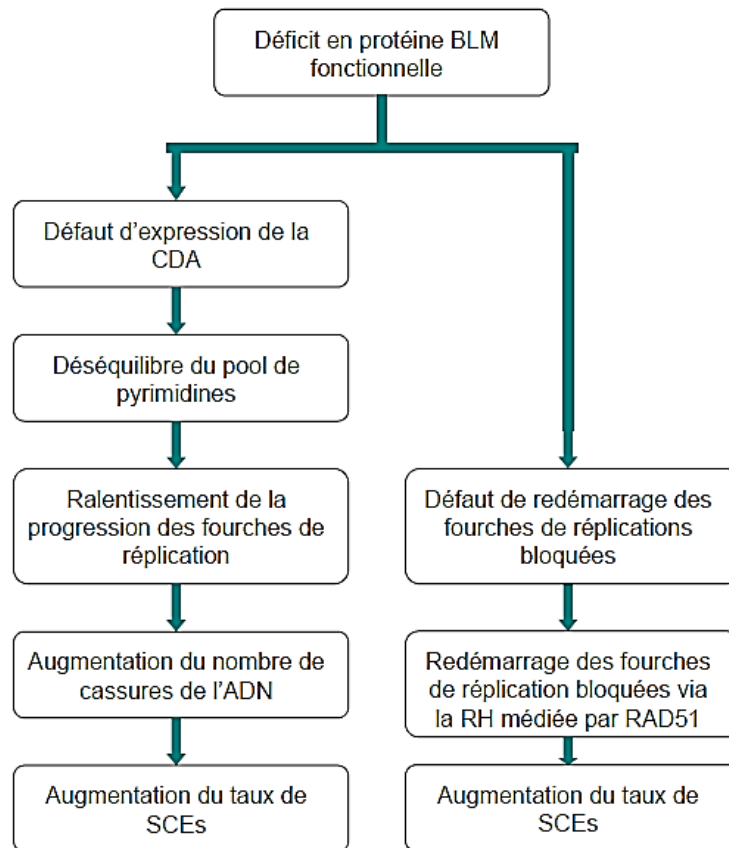 Déficit en protéine BLM
fonctionnelle
Défaut d'expression de la
CDA
Déséquilibre du pool de
pyrimidines
Ralentissement de la
progression des fourches de
réplication
Augmentation du nombre de
cassures de l'ADN
Augmentation du taux de
SCEs
Défaut de redémarrage des
fourches de réplications
bloquées
Redémarrage des fourches
de réplication bloquées via
la RH médiée par RAD51
Augmentation du taux de
SCEs